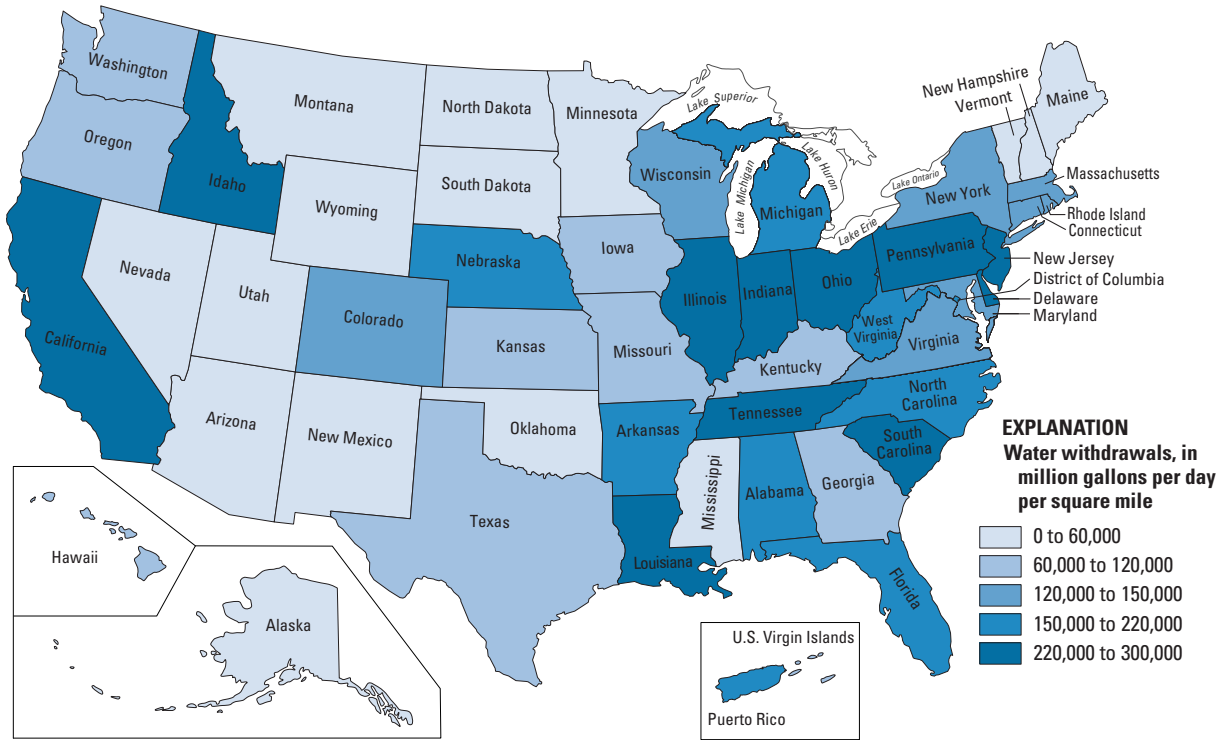 Washington
Oregon
California
Idaho
Nevada
Montana
Wyoming
Utah
Arizona
Colorado
New Mexico
North Dakota
South Dakota
Nebraska
Kansas
Oklahoma
Texas
Minnesota
Iowa
Missouri
Arkansas
Louisiana
Wisconsin
Illinois
Michigan
Indiana
Ohio
Kentucky
Tennessee
Mississippi
Alabama
Georgia
Florida
South
Carolina
North
Carolina
Virginia
West
Virginia
Pennsylvania
New York
Lake Superior
Lake Michigan
Lake Huron
Lake Erie
Lake Ontario
New Hampshire
Vermont
Maine
Massachusetts
Rhode Island
Connecticut
New Jersey
District of Columbia
Delaware
Maryland
Hawaii
Alaska
U.S. Virgin Islands
Puerto Rico
EXPLANATION
Water withdrawals, in
million gallons per day
per square mile
0 to 60,000
60,000 to 120,000
120,000 to 150,000
150,000 to 220,000
220,000 to 300,000